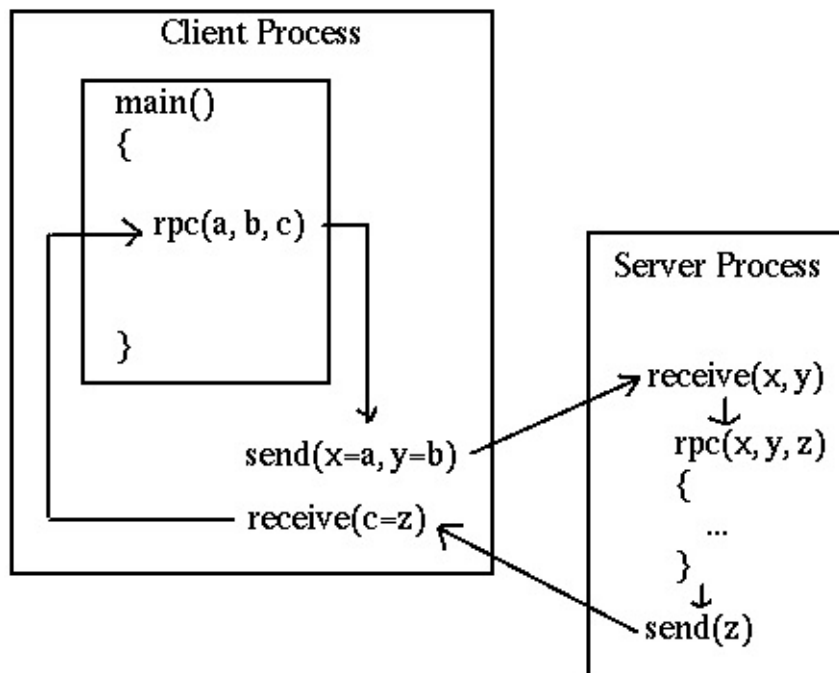 Client Process
main()
{
rpc(a, b, c)
}
send(x=a, y=b)
receive(c=z)
Server Process
receive(x, y)
rpc(x, y, z)
{
...
}
send(z)